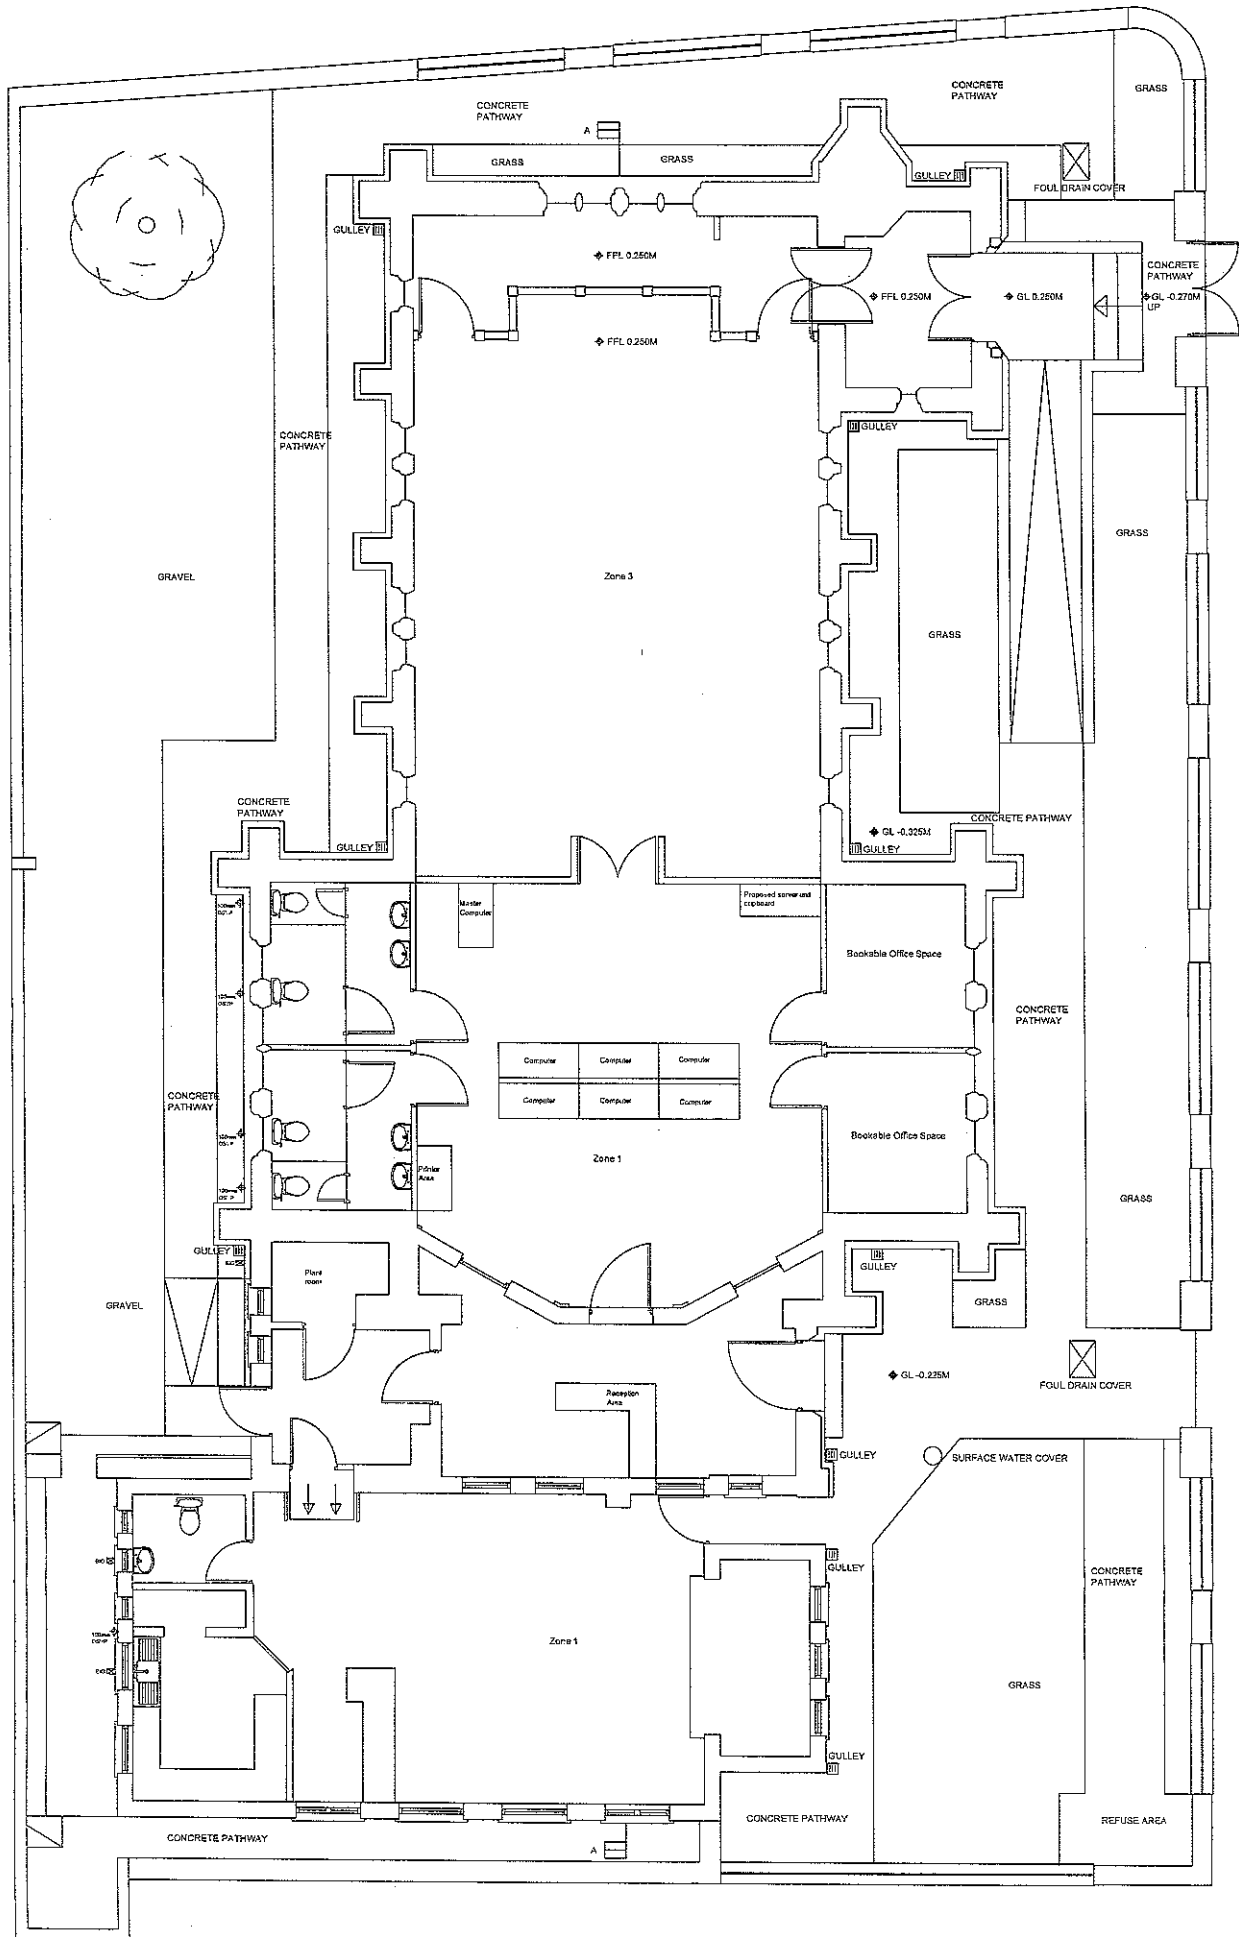 CONCRETE
PATHWAY
GRASS
CONCRETE
PATHWAY
A
GRASS
GRASS
GULLEY
FOUL DRAIN COVER
GULLEY
FFL 0.250M
CONCRETE
PATHWAY
FFL 0.250M
GL 0.250M
GL -0.270M
UP
FFL 0.250M
GULLEY
CONCRETE
PATHWAY
GRASS
GRAVEL
Zone 3
GRASS
CONCRETE
PATHWAY
CONCRETE PATHWAY
GL -0.325M
GULLEY
GULLEY
Master
Computer
Proposed server and
cupboard
Bookable Office Space
CONCRETE
PATHWAY
Computer
Computer
Computer
CONCRETE
PATHWAY
Computer
Computer
Computer
Bookable Office Space
Zone 1
Printer
Area
GRASS
GULLEY
GULLEY
Plant
room
GRAVEL
GRASS
GL -0.225M
FOUL DRAIN COVER
Reception
Area
GULLEY
SURFACE WATER COVER
GULLEY
CONCRETE
PATHWAY
Zone 1
GRASS
GULLEY
CONCRETE PATHWAY
CONCRETE PATHWAY
REFUSE AREA
A